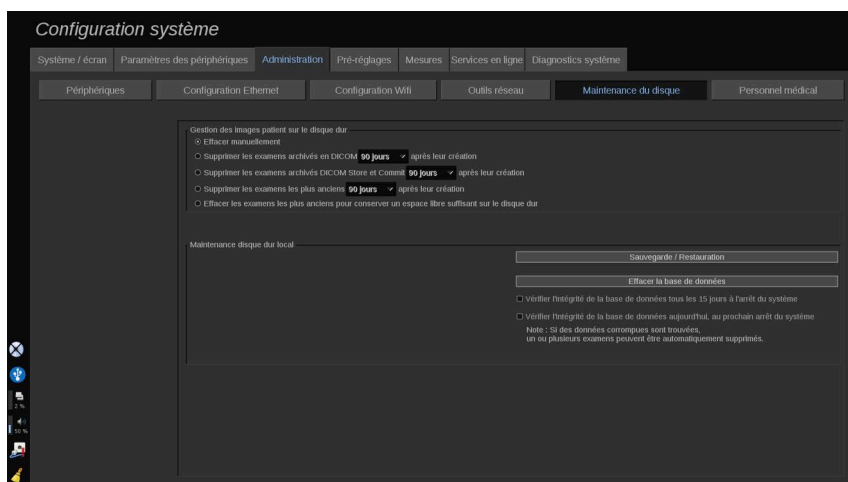 Configuration système
Système / écran Paramètres des périphériques Administration Pré-réglages Mesures Services en ligne Diagnostics système
Périphériques Configuration Ethernet Configuration Wifi Outils réseau Maintenance du disque Personnel médical
Gestion des images patient sur le disque dur
Effacer manuellement
Supprimer les examens archivés en DICOM 90 jours après leur création
Supprimer les examens archivés DICOM Store et Commit 90 jours après leur création
Supprimer les examens les plus anciens 90 jours après leur création
Effacer les examens les plus anciens pour conserver un espace libre suffisant sur le disque dur
Maintenance disque dur local
Sauvegarde / Restauration
Effacer la base de données
Vérifier l'intégrité de la base de données tous les 15 jours à l'arrêt du système
Vérifier l'intégrité de la base de données aujourd'hui, au prochain arrêt du système
Note : Si des données corrompues sont trouvées,
un ou plusieurs examens peuvent être automatiquement supprimés.
2 %
50 %